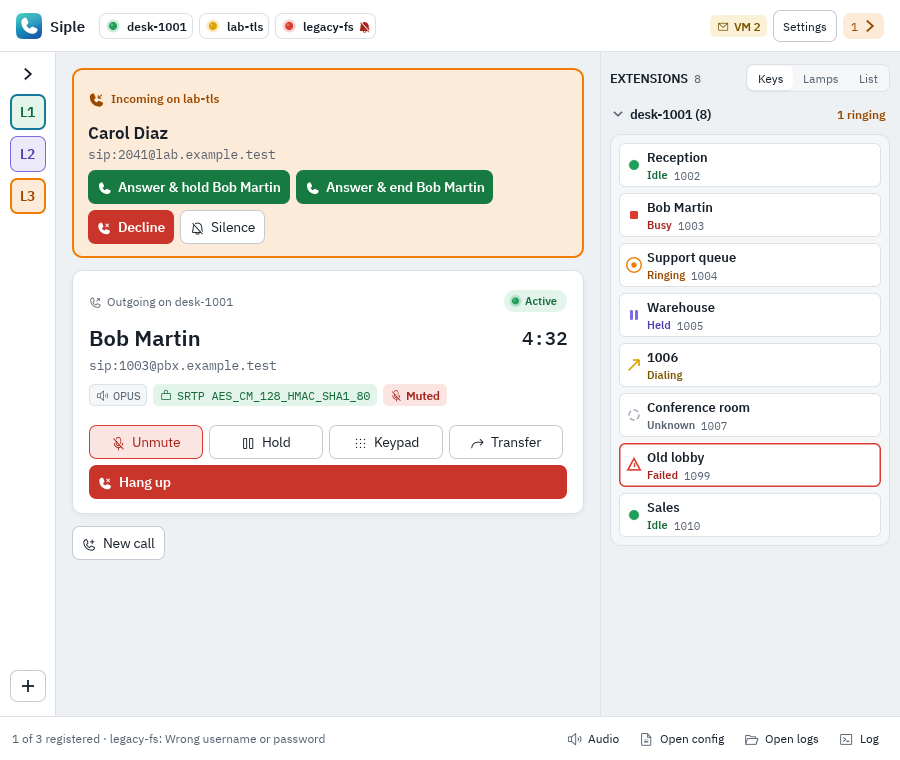 Siple
desk-1001
lab-tls
legacy-fs
VM 2
Settings
1
L1
L2
L3
Incoming on lab-tls
Carol Diaz
sip:2041@lab.example.test
Answer & hold Bob Martin
Answer & end Bob Martin
Decline
Silence
Outgoing on desk-1001
Active
Bob Martin
4:32
sip:1003@pbx.example.test
OPUS
SRTP AES_CM_128_HMAC_SHA1_80
Muted
Unmute
Hold
Keypad
Transfer
Hang up
New call
EXTENSIONS 8
Keys
Lamps
List
desk-1001 (8)
1 ringing
Reception
Idle 1002
Bob Martin
Busy 1003
Support queue
Ringing 1004
Warehouse
Held 1005
1006
Dialing
Conference room
Unknown 1007
Old lobby
Failed 1099
Sales
Idle 1010
1 of 3 registered · legacy-fs: Wrong username or password
Audio
Open config
Open logs
Log